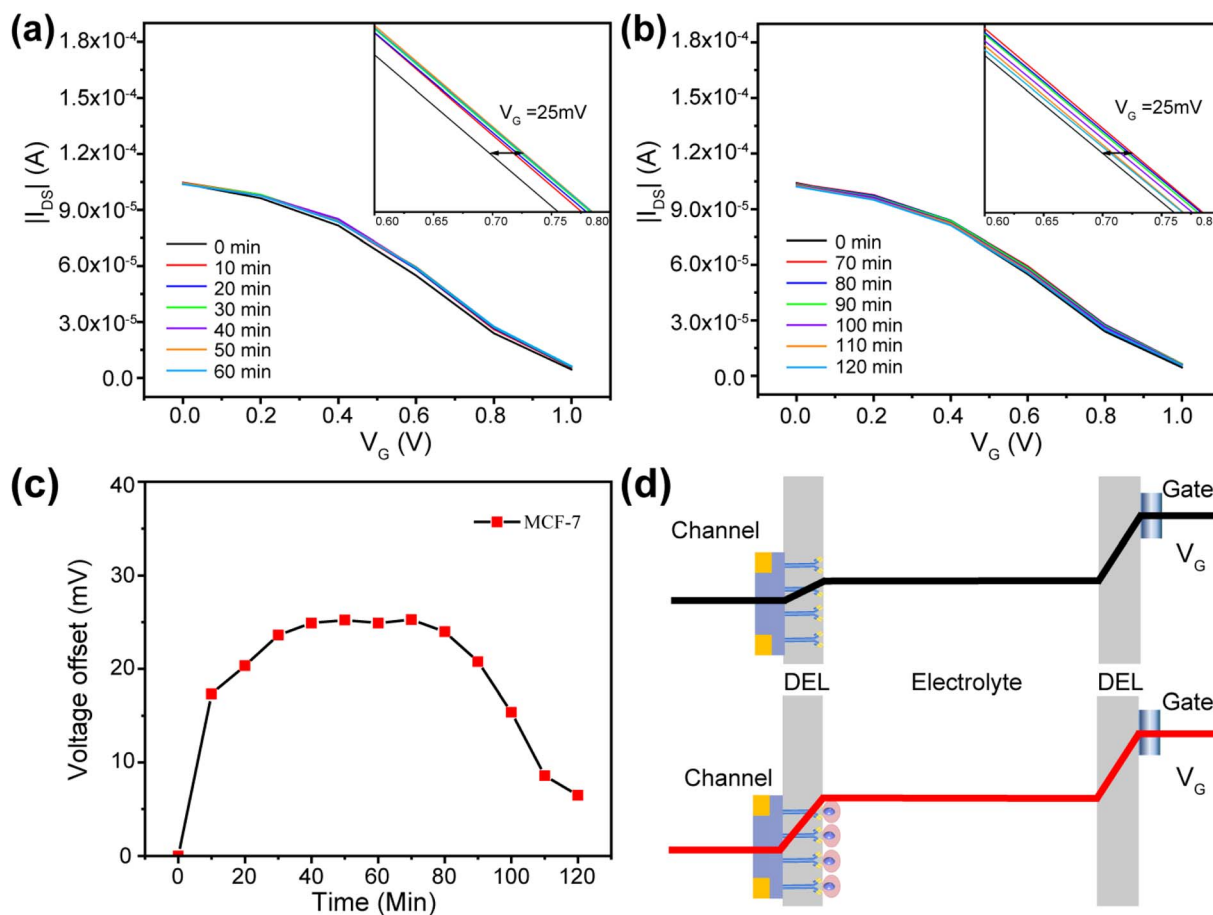 (a)
|I_DS| (A)
1.8x10⁻⁴
1.5x10⁻⁴
1.2x10⁻⁴
9.0x10⁻⁵
6.0x10⁻⁵
3.0x10⁻⁵
0.0
0.0 0.2 0.4 0.6 0.8 1.0
V_G (V)
V_G =25mV
0.60 0.65 0.70 0.75 0.80
0 min
10 min
20 min
30 min
40 min
50 min
60 min
(b)
|I_DS| (A)
1.8x10⁻⁴
1.5x10⁻⁴
1.2x10⁻⁴
9.0x10⁻⁵
6.0x10⁻⁵
3.0x10⁻⁵
0.0
0.0 0.2 0.4 0.6 0.8 1.0
V_G (V)
V_G =25mV
0.60 0.65 0.70 0.75 0.80
0 min
70 min
80 min
90 min
100 min
110 min
120 min
(c)
Voltage offset (mV)
40
30
20
10
0
0 20 40 60 80 100 120
Time (Min)
MCF-7
(d)
Gate
Channel
V_G
DEL Electrolyte DEL
Gate
Channel
V_G